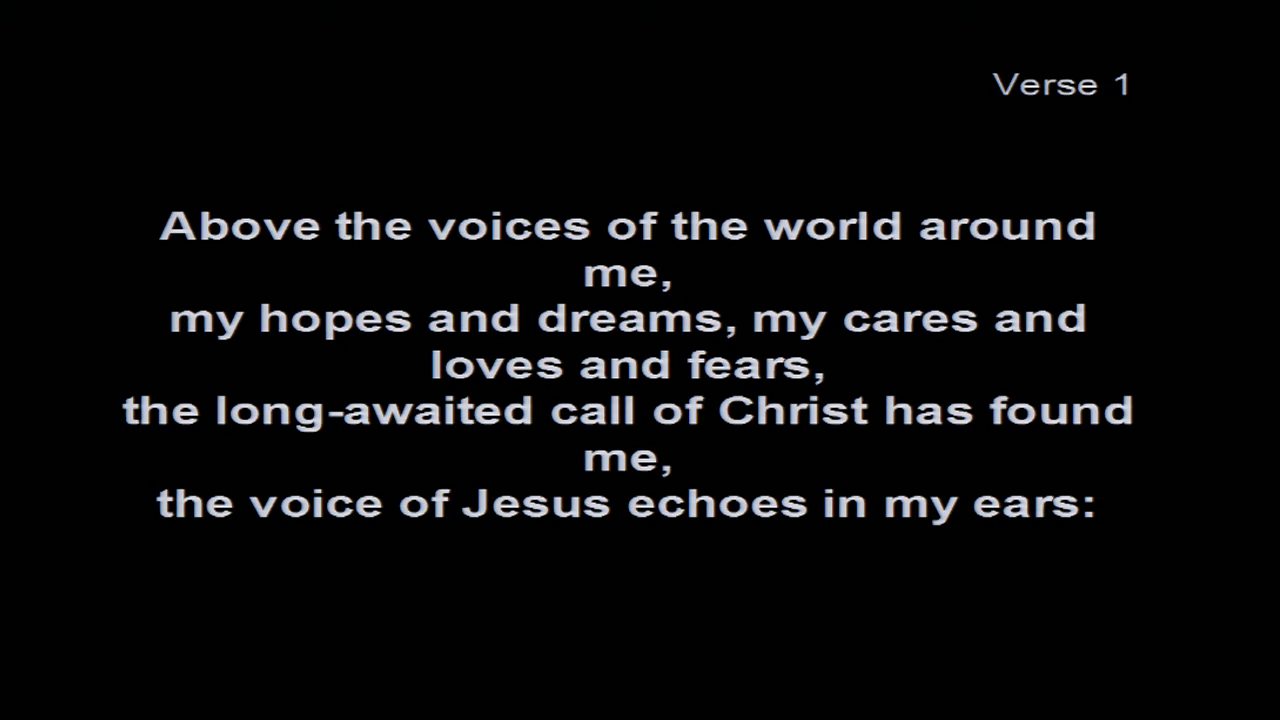 Verse 1
Above the voices of the world around
me,
my hopes and dreams, my cares and
loves and fears,
the long-awaited call of Christ has found
me,
the voice of Jesus echoes in my ears: